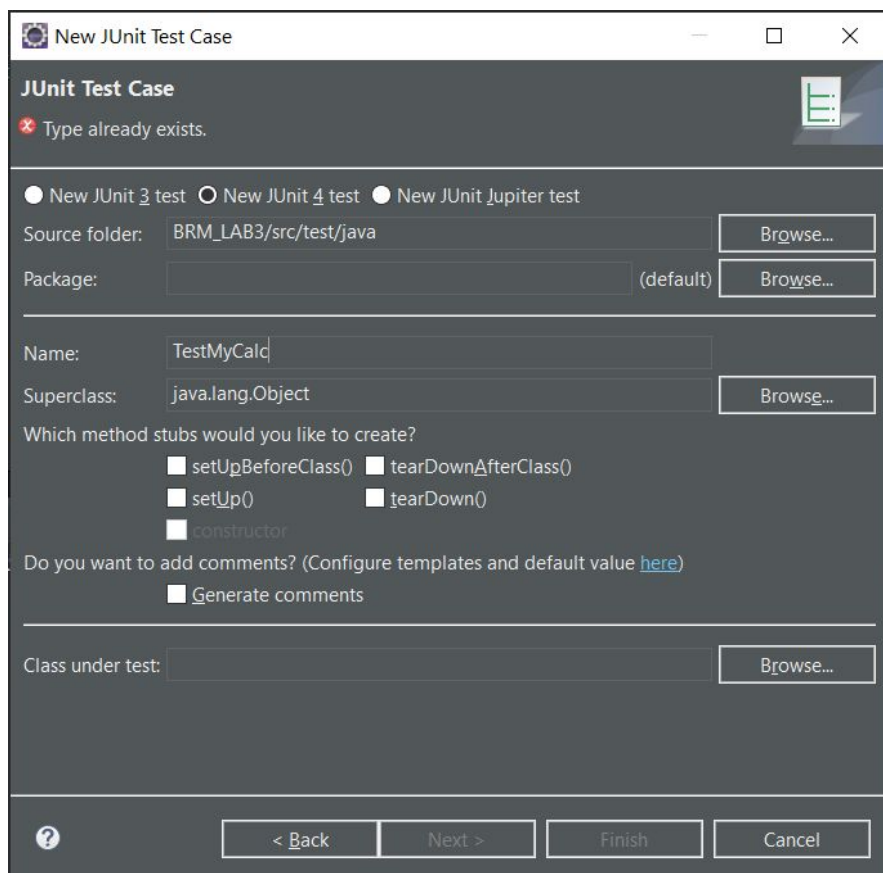 New JUnit Test Case
JUnit Test Case
Type already exists.
New JUnit 3 test New JUnit 4 test New JUnit Jupiter test
Source folder: BRM_LAB3/src/test/java Browse...
Package: (default) Browse...
Name: TestMyCalc
Superclass: java.lang.Object Browse...
Which method stubs would you like to create?
setUpBeforeClass() tearDownAfterClass()
setUp() tearDown()
constructor
Do you want to add comments? (Configure templates and default value here)
Generate comments
Class under test: Browse...
? < Back Next > Finish Cancel